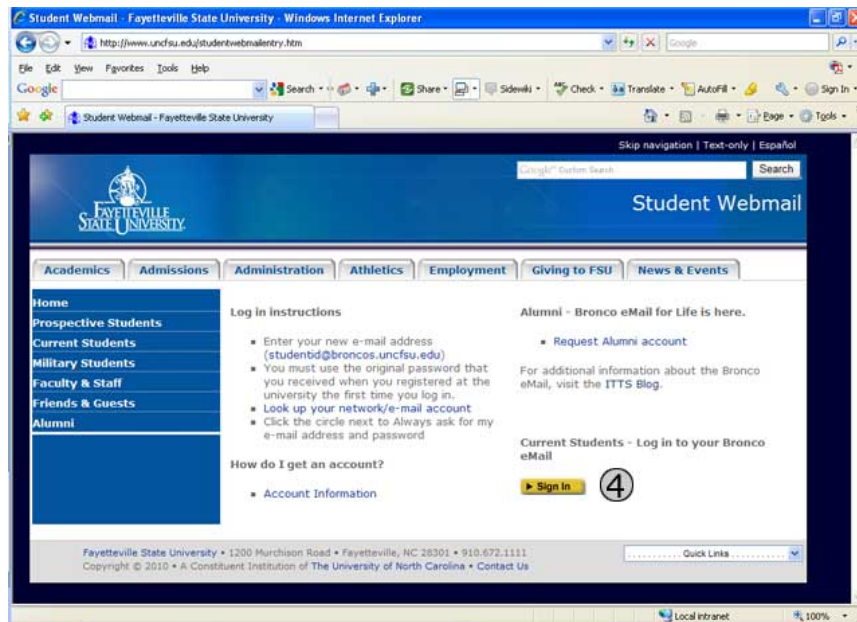 Student Webmail - Fayetteville State University - Windows Internet Explorer
http://www.uncfsu.edu/studentwebmailentry.htm
Google
File Edit View Favorites Tools Help
Google Search Share Sidewiki Check Translate AutoFill Sign In
Student Webmail - Fayetteville State University
Page Tools
Skip navigation | Text-only | Español
Google™ Custom Search Search
FAYETTEVILLE
STATE UNIVERSITY.
Student Webmail
Academics Admissions Administration Athletics Employment Giving to FSU News & Events
Home
Prospective Students
Current Students
Military Students
Faculty & Staff
Friends & Guests
Alumni
Log in instructions
▪ Enter your new e-mail address
(studentid@broncos.uncfsu.edu)
▪ You must use the original password that
you received when you registered at the
university the first time you log in.
▪ Look up your network/e-mail account
▪ Click the circle next to Always ask for my
e-mail address and password
How do I get an account?
▪ Account Information
Alumni - Bronco eMail for Life is here.
▪ Request Alumni account
For additional information about the Bronco
eMail, visit the ITTS Blog.
Current Students - Log in to your Bronco
eMail
Sign In 4
Fayetteville State University • 1200 Murchison Road • Fayetteville, NC 28301 • 910.672.1111
Copyright © 2010 • A Constituent Institution of The University of North Carolina • Contact Us
. . . . . . . . . . . Quick Links . . . . . . . . . . .
Local intranet 100%